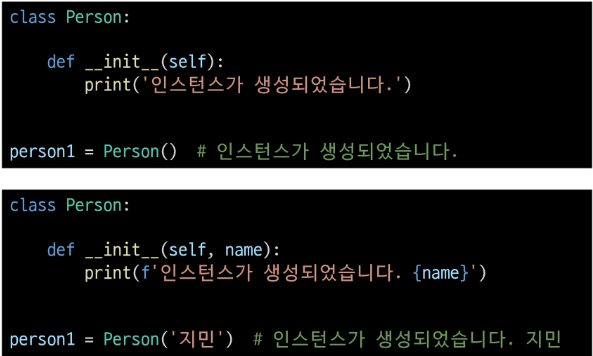 class Person:
def __init__(self):
print('인스턴스가 생성되었습니다.')
person1 = Person()  # 인스턴스가 생성되었습니다.
class Person:
def __init__(self, name):
print(f'인스턴스가 생성되었습니다. {name}')
person1 = Person('지민')  # 인스턴스가 생성되었습니다. 지민